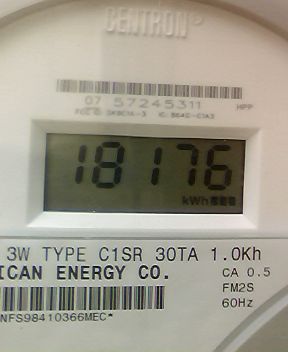 CENTRON®
07 57245311 HPP
18176
kWh
3W TYPE C1SR 30TA 1.0Kh
ICAN ENERGY CO.
CA 0.5
FM2S
60Hz
NFS98410366MEC*